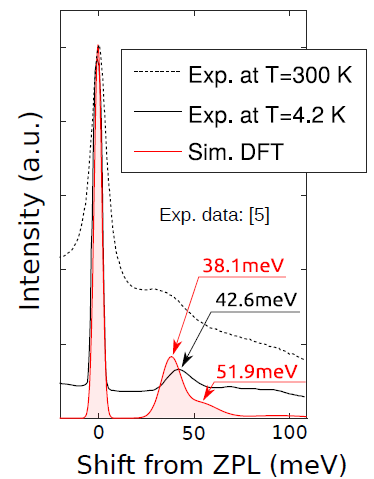 Exp. at T=300 K
Exp. at T=4.2 K
Sim. DFT
Intensity (a.u.)
Exp. data: [5]
38.1meV
42.6meV
51.9meV
0 50 100
Shift from ZPL (meV)